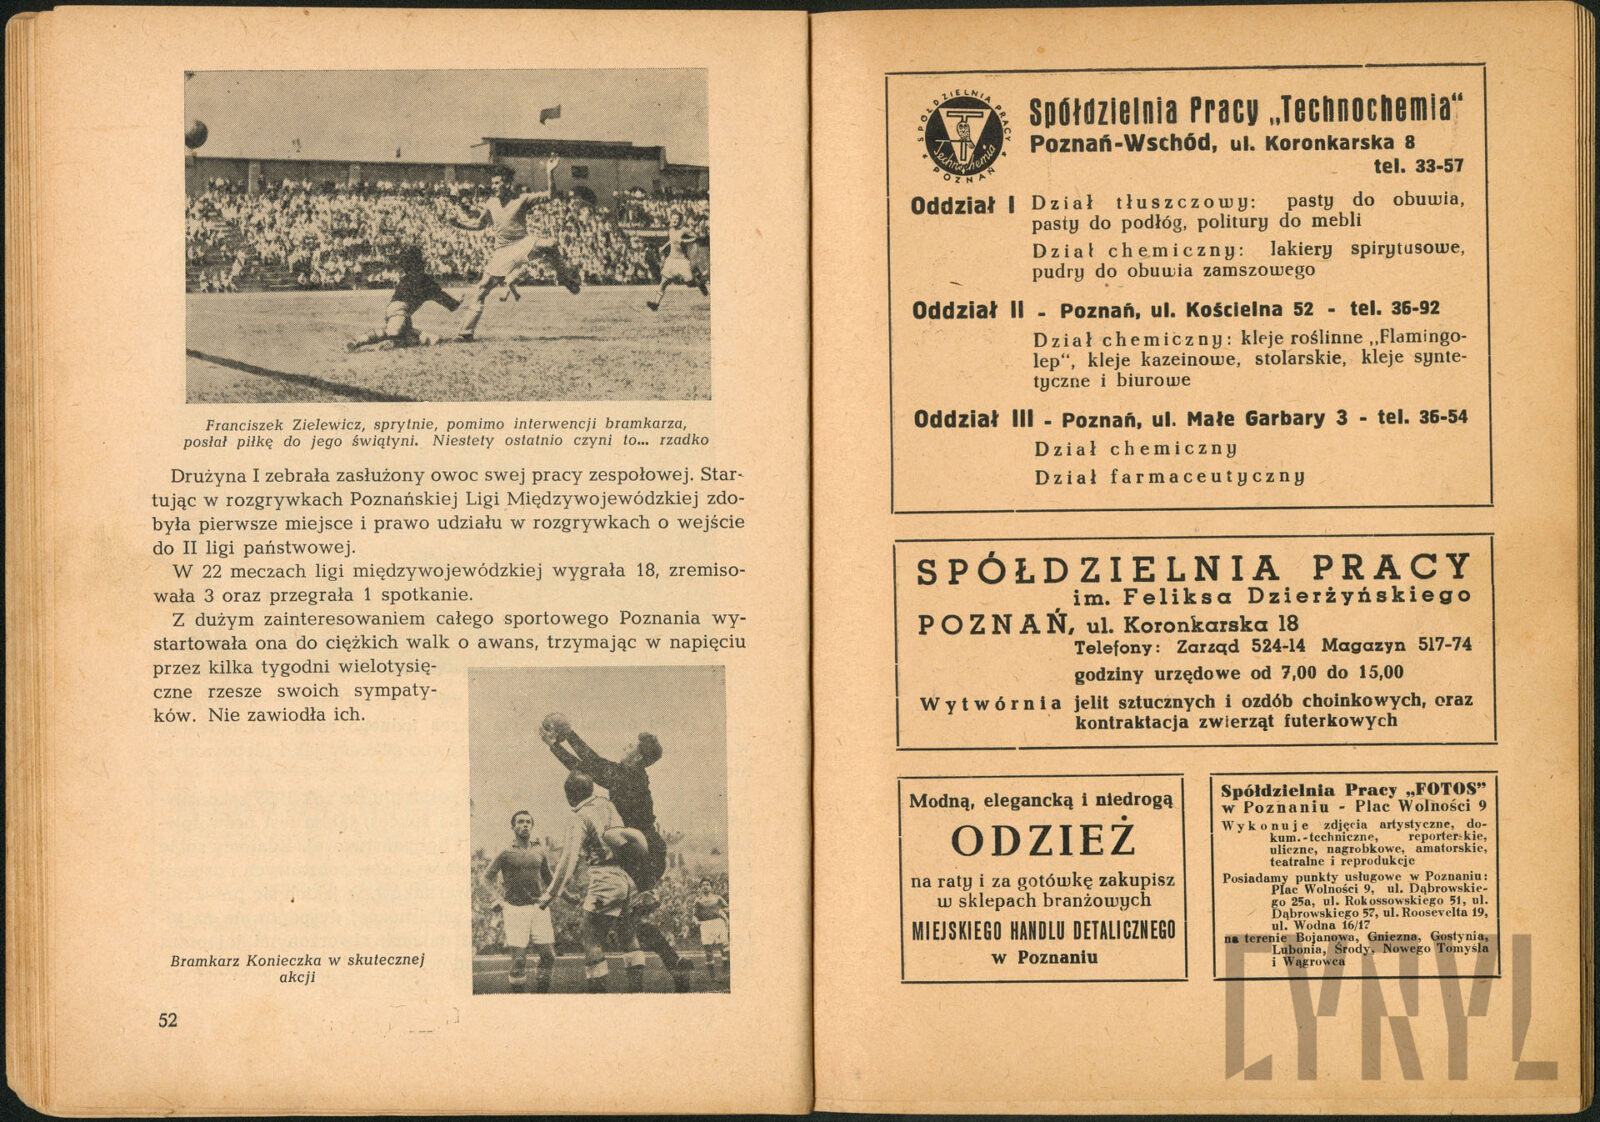 Franciszek Zielewicz, sprytnie, pomimo interwencji bramkarza,
posłał piłkę do jego świątyni. Niestety ostatnio czyni to... rzadko
Drużyna I zebrała zasłużony owoc swej pracy zespołowej. Star-
tując w rozgrywkach Poznańskiej Ligi Międzywojewódzkiej zdo-
była pierwsze miejsce i prawo udziału w rozgrywkach o wejście
do II ligi państwowej.
W 22 meczach ligi międzywojewódzkiej wygrała 18, zremiso-
wała 3 oraz przegrała 1 spotkanie.
Z dużym zainteresowaniem całego sportowego Poznania wy-
startowała ona do ciężkich walk o awans, trzymając w napięciu
przez kilka tygodni wielotysię-
czne rzesze swoich sympaty-
ków. Nie zawiodła ich.
Bramkarz Konieczka w skutecznej
akcji
52
SPÓŁDZIELNIA PRACY
Technochemia
POZNAŃ
Spółdzielnia Pracy „Technochemia“
Poznań-Wschód, ul. Koronkarska 8
tel. 33-57
Oddział I Dział tłuszczowy: pasty do obuwia,
pasty do podłóg, politury do mebli
Dział chemiczny: lakiery spirytusowe,
pudry do obuwia zamszowego
Oddział II - Poznań, ul. Kościelna 52 - tel. 36-92
Dział chemiczny: kleje roślinne „Flamingo-
lep“, kleje kazeinowe, stolarskie, kleje synte-
tyczne i biurowe
Oddział III - Poznań, ul. Małe Garbary 3 - tel. 36-54
Dział chemiczny
Dział farmaceutyczny
SPÓŁDZIELNIA PRACY
im. Feliksa Dzierżyńskiego
POZNAŃ, ul. Koronkarska 18
Telefony: Zarząd 524-14 Magazyn 517-74
godziny urzędowe od 7,00 do 15,00
Wytwórnia jelit sztucznych i ozdób choinkowych, oraz
kontraktacja zwierząt futerkowych
Modną, elegancką i niedrogą
ODZIEŻ
na raty i za gotówkę zakupisz
w sklepach branżowych
MIEJSKIEGO HANDLU DETALICZNEGO
w Poznaniu
Spółdzielnia Pracy „FOTOS”
w Poznaniu - Plac Wolności 9
Wykonuje zdjęcia artystyczne, do-
kum.-techniczne, reporterskie,
uliczne, nagrobkowe, amatorskie,
teatralne i reprodukcje
Posiadamy punkty usługowe w Poznaniu:
Plac Wolności 9, ul. Dąbrowskie-
go 25a, ul. Rokossowskiego 51, ul.
Dąbrowskiego 57, ul. Roosevelta 19,
ul. Wodna 16/17
na terenie Bojanowa, Gniezna, Gostynia,
Lubonia, Środy, Nowego Tomyśla
i Wągrowca
CYRYL